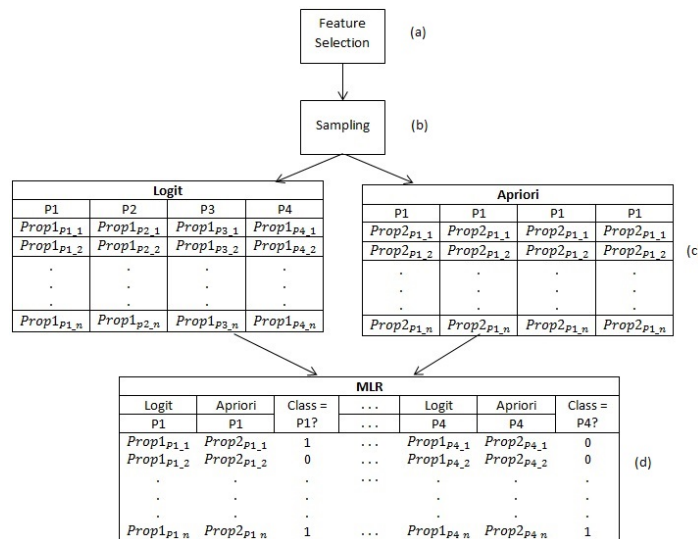 Feature
Selection
(a)
Sampling
(b)
Logit
P1 P2 P3 P4
Prop1P1_1 Prop1P2_1 Prop1P3_1 Prop1P4_1
Prop1P1_2 Prop1P2_2 Prop1P3_2 Prop1P4_2
. . . .
. . . .
. . . .
Prop1P1_n Prop1p2_n Prop1P3_n Prop1P4_n
Apriori
P1 P1 P1 P1
Prop2P1_1 Prop2P1_1 Prop2P1_1 Prop2P1_1
Prop2P1_2 Prop2P1_2 Prop2P1_2 Prop2P1_2
. . . .
. . . .
. . . .
Prop2P1_n Prop2P1_n Prop2P1_n Prop2P1_n
(c
MLR
Logit Apriori Class = ... Logit Apriori Class =
P1 P1 P1? ... P4 P4 P4?
Prop1P1_1 Prop2P1_1 1 ... Prop1P4_1 Prop2P4_1 0
Prop1P1_2 Prop2P1_2 0 ... Prop1P4_2 Prop2P4_2 0
. . . ... . . .
. . . . . .
. . . . . .
Prop1P1_n Prop2P1_n 1 ... Prop1P4_n Prop2P4_n 1
(d)